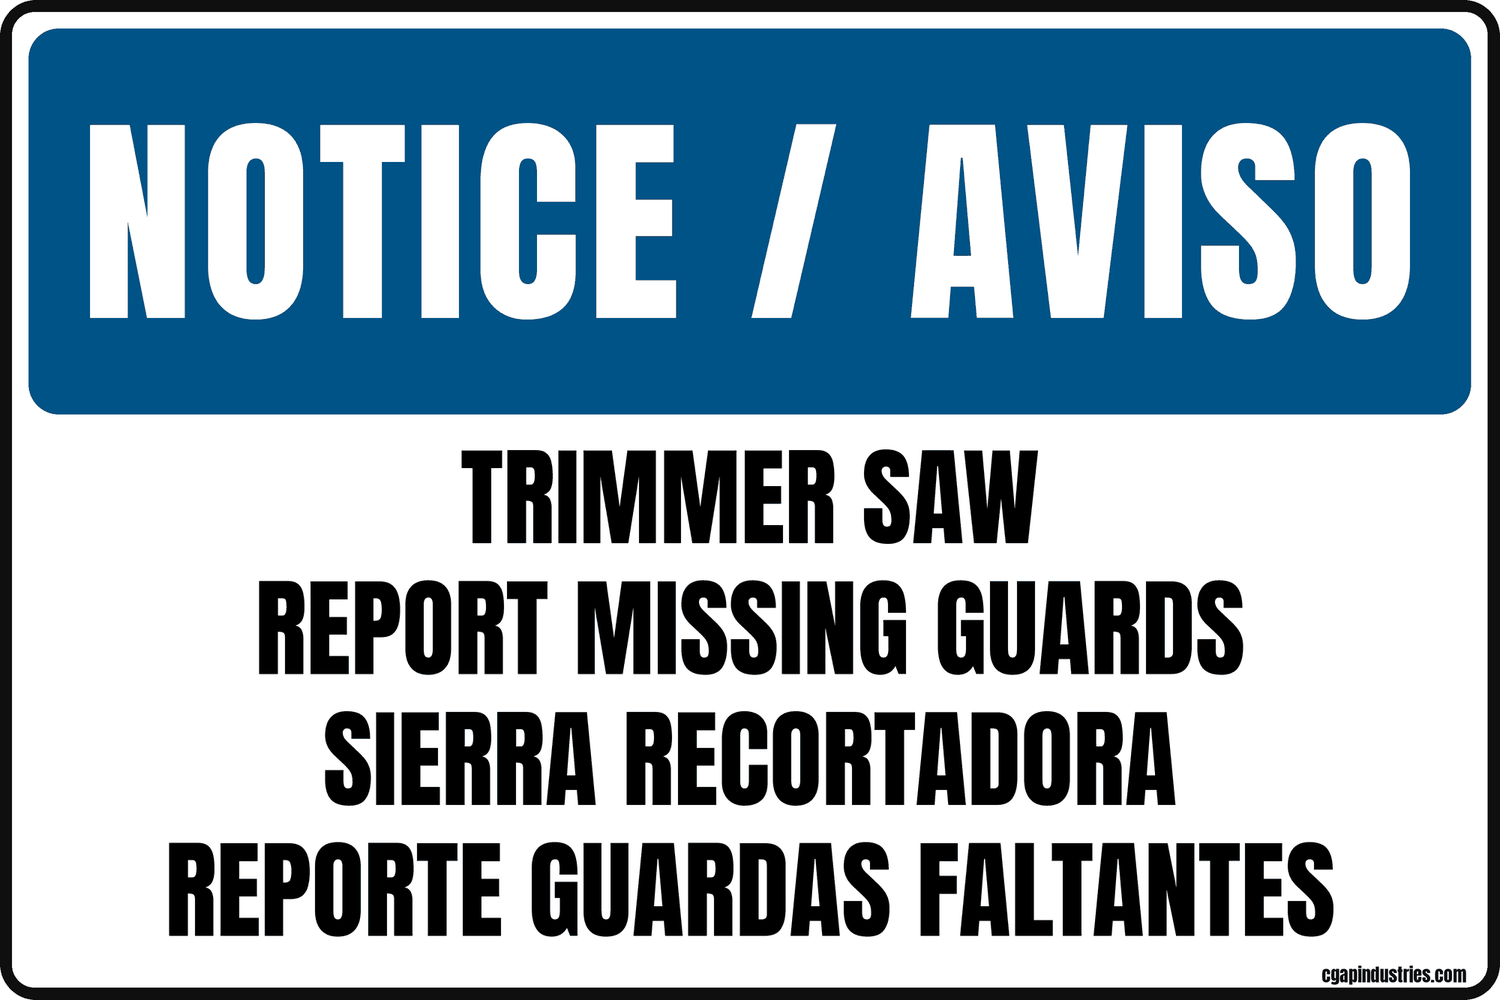 NOTICE / AVISO
TRIMMER SAW
REPORT MISSING GUARDS
SIERRA RECORTADORA
REPORTE GUARDAS FALTANTES
cgapindustries.com